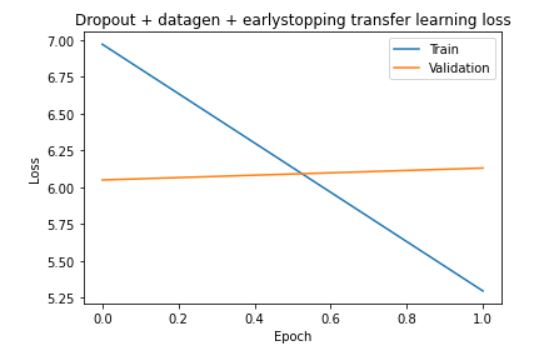 Dropout + datagen + earlystopping transfer learning loss
7.00
6.75
6.50
6.25
6.00
5.75
5.50
5.25
Loss
Train
Validation
0.0 0.2 0.4 0.6 0.8 1.0
Epoch